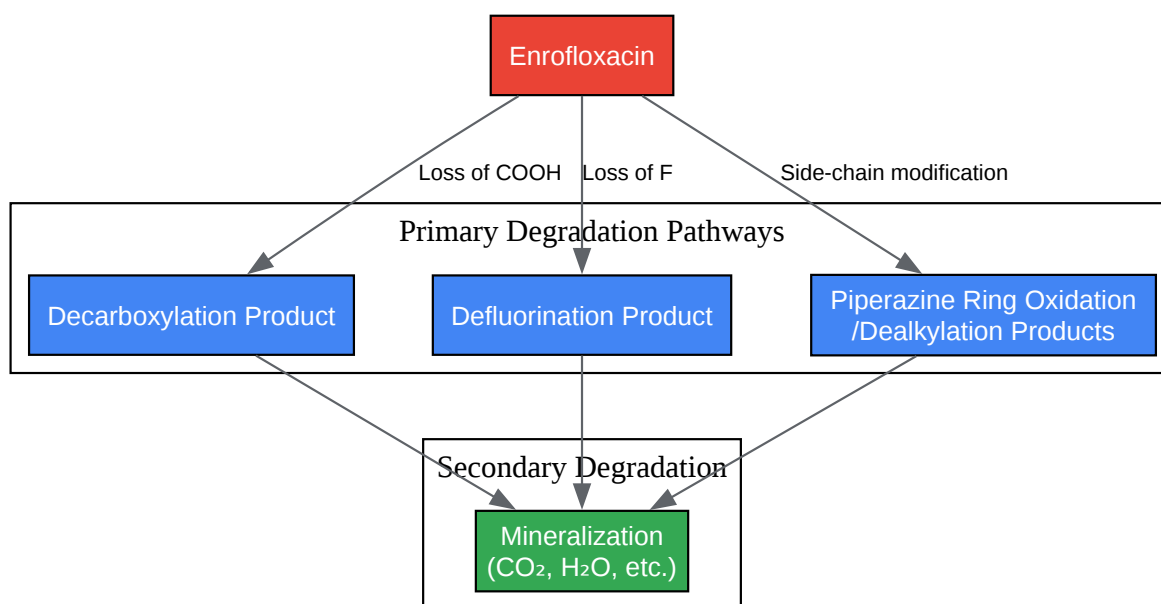 Enrofloxacin
Loss of COOH
Loss of F
Side-chain modification
Primary Degradation Pathways
Decarboxylation Product
Defluorination Product
Piperazine Ring Oxidation
/Dealkylation Products
Secondary Degradation
Mineralization
(CO₂, H₂O, etc.)